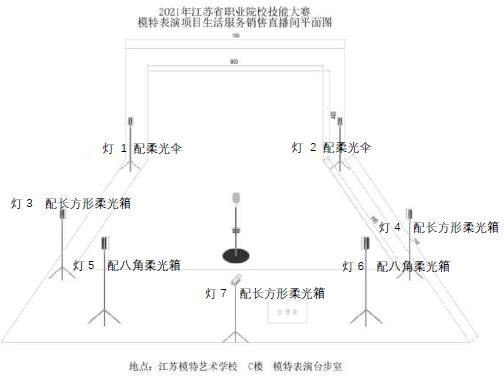 2021年江苏省职业院校技能大赛
模特表演项目生活服务销售直播间平面图
800
灯 1 配柔光伞
灯 2 配柔光伞
灯3 配长方形柔光箱
灯4 配长方形柔光箱
灯5 配八角柔光箱
灯6 配八角柔光箱
灯7 配长方形柔光箱
地点：江苏模特艺术学校 C楼 模特表演台步室